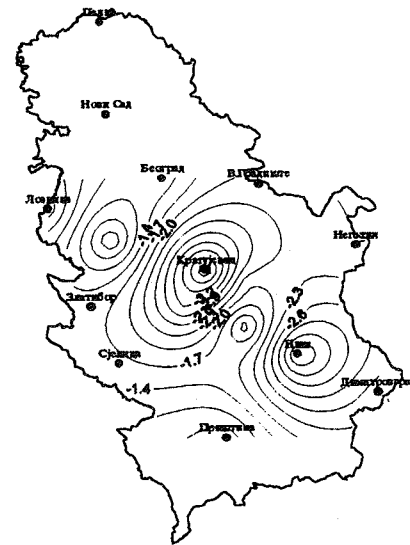 Палић
Нови Сад
Београд
В.Градиште
Лозница
Неготин
Крагујевац
-2.3
-2.6
Златибор
Ниш
Сјеница
-1.7
-1.4
Димитровград
Приштина